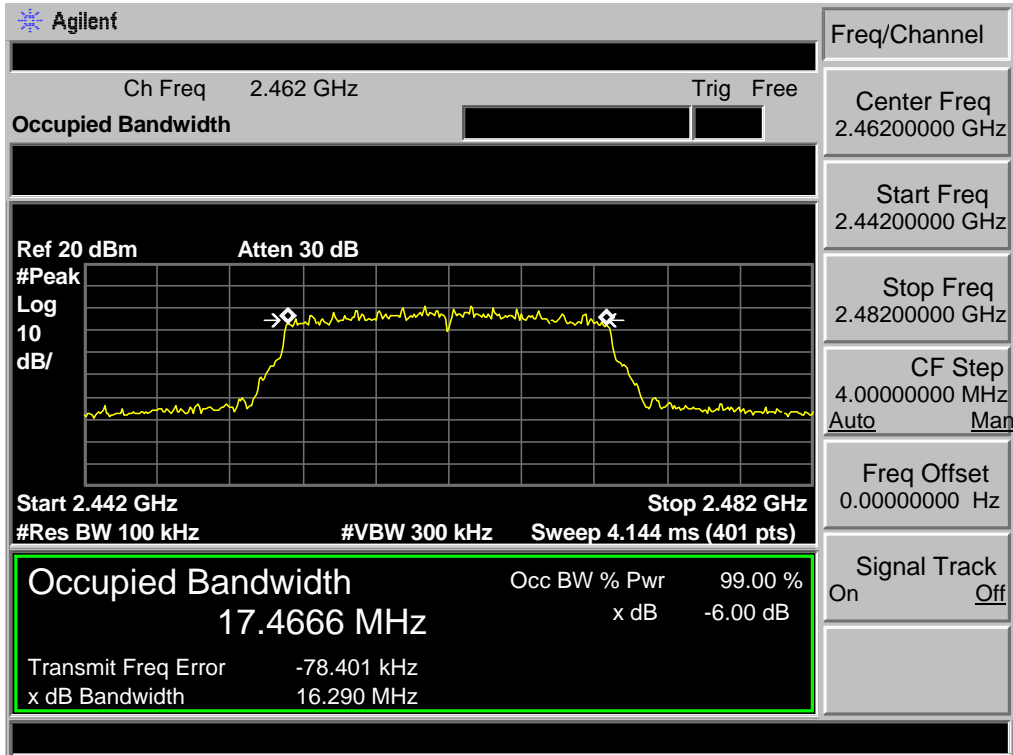 Agilent
Freq/Channel
Ch Freq 2.462 GHz Trig Free
Occupied Bandwidth
Center Freq
2.46200000 GHz
Start Freq
2.44200000 GHz
Ref 20 dBm Atten 30 dB
#Peak
Log
10
dB/
Stop Freq
2.48200000 GHz
CF Step
4.00000000 MHz
Auto Man
Freq Offset
0.00000000 Hz
Start 2.442 GHz Stop 2.482 GHz
#Res BW 100 kHz #VBW 300 kHz Sweep 4.144 ms (401 pts)
Signal Track
On Off
Occupied Bandwidth Occ BW % Pwr 99.00 %
17.4666 MHz x dB -6.00 dB
Transmit Freq Error -78.401 kHz
x dB Bandwidth 16.290 MHz